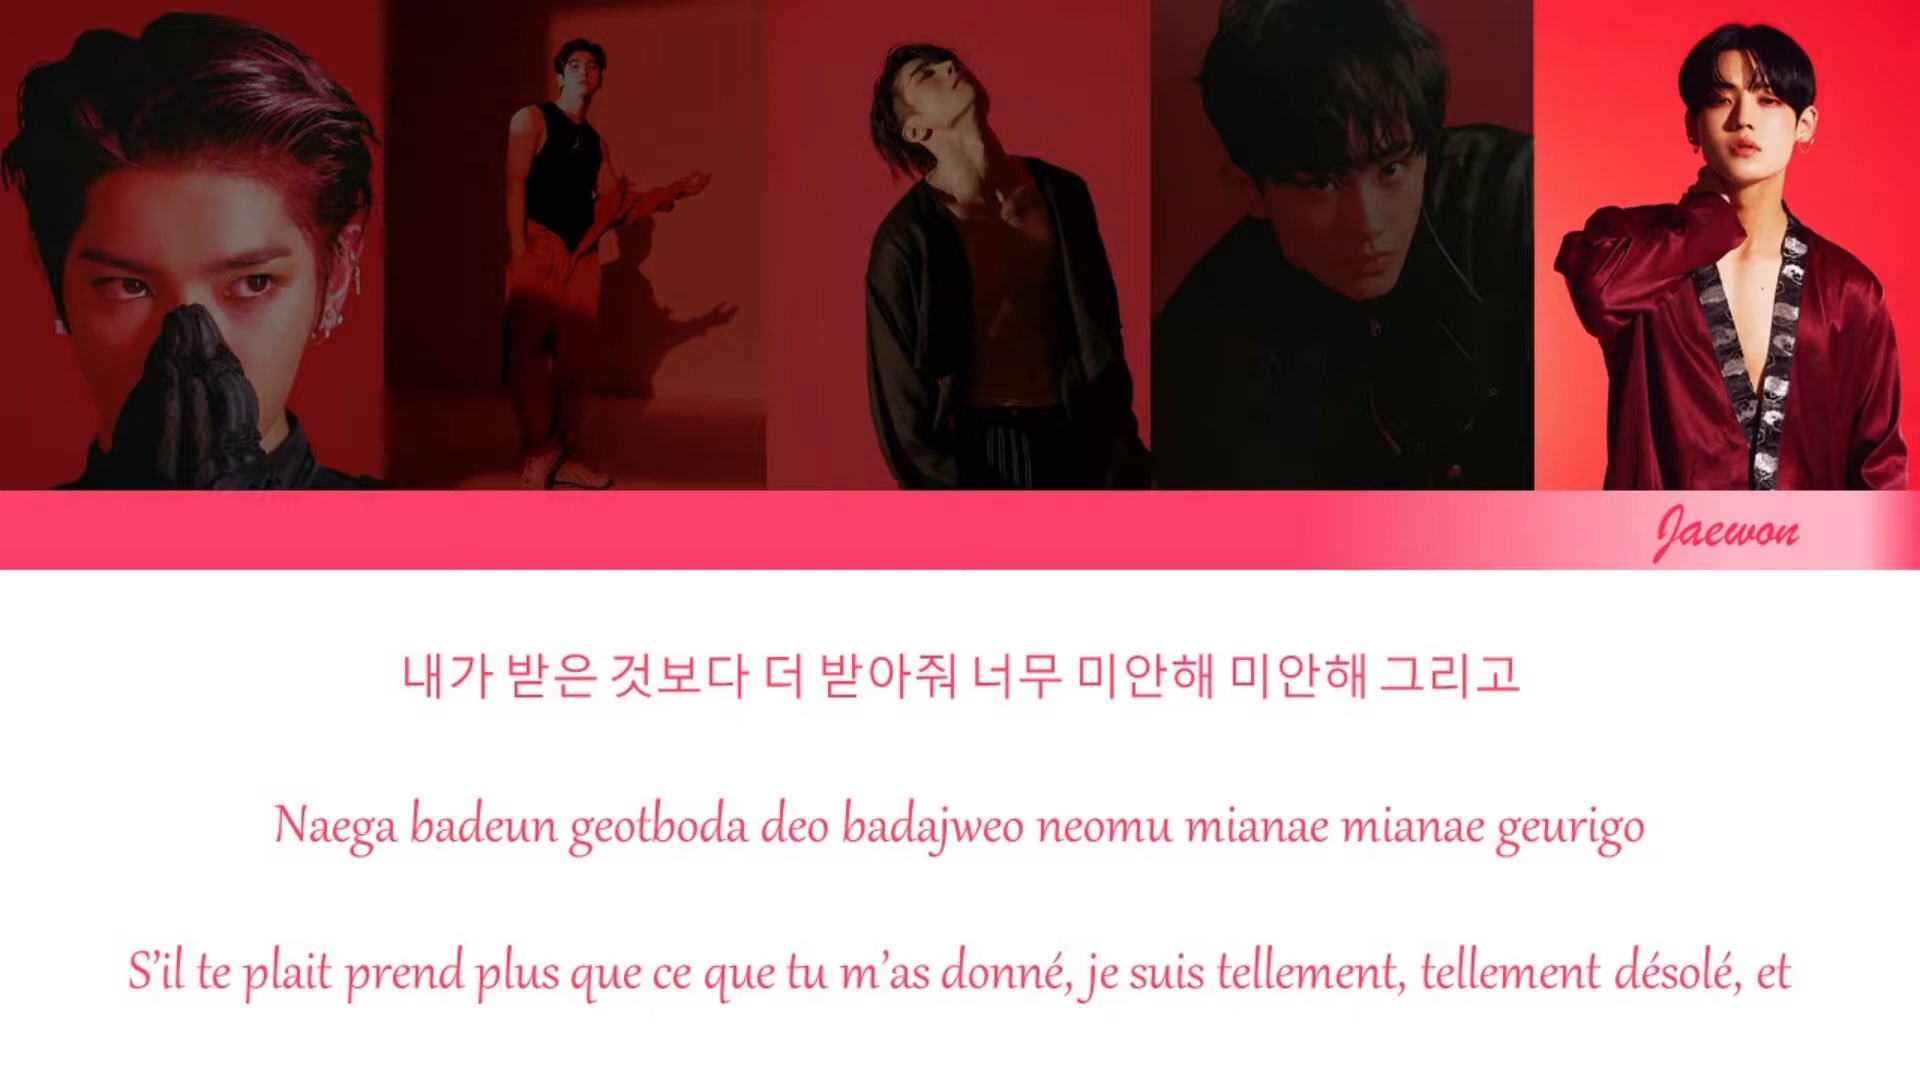 Jaewon
내가 받은 것보다 더 받아줘 너무 미안해 미안해 그리고
Naega badeun geotboda deo badajweo neomu mianae mianae geurigo
S'il te plait prend plus que ce que tu m'as donné, je suis tellement, tellement désolé, et